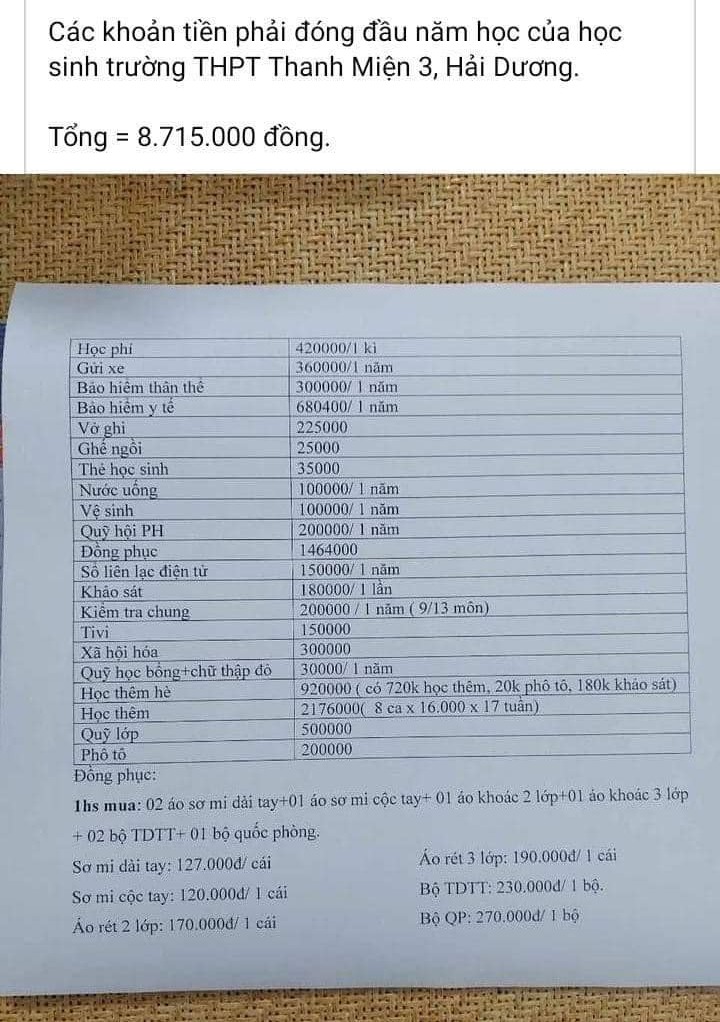 Các khoản tiền phải đóng đầu năm học của học
sinh trường THPT Thanh Miện 3, Hải Dương.
Tổng = 8.715.000 đồng.
Học phí 420000/1 kì
Gửi xe 360000/1 năm
Bảo hiểm thân thể 300000/ 1 năm
Bảo hiểm y tế 680400/ 1 năm
Vở ghi 225000
Ghế ngồi 25000
Thẻ học sinh 35000
Nước uống 100000/ 1 năm
Vệ sinh 100000/ 1 năm
Quỹ hội PH 200000/ 1 năm
Đồng phục 1464000
Sổ liên lạc điện tử 150000/ 1 năm
Khảo sát 180000/ 1 lần
Kiểm tra chung 200000 / 1 năm ( 9/13 môn)
Tivi 150000
Xã hội hóa 300000
Quỹ học bổng+chữ thập đỏ 30000/ 1 năm
Học thêm hè 920000 ( có 720k học thêm, 20k phô tô, 180k khảo sát)
Học thêm 2176000( 8 ca x 16.000 x 17 tuần)
Quỹ lớp 500000
Phô tô 200000
Đồng phục:
1hs mua: 02 áo sơ mi dài tay+01 áo sơ mi cộc tay+ 01 áo khoác 2 lớp+01 áo khoác 3 lớp
+ 02 bộ TDTT+ 01 bộ quốc phòng.
Sơ mi dài tay: 127.000đ/ cái Áo rét 3 lớp: 190.000đ/ 1 cái
Sơ mi cộc tay: 120.000đ/ 1 cái Bộ TDTT: 230.000đ/ 1 bộ.
Áo rét 2 lớp: 170.000đ/ 1 cái Bộ QP: 270.000đ/ 1 bộ